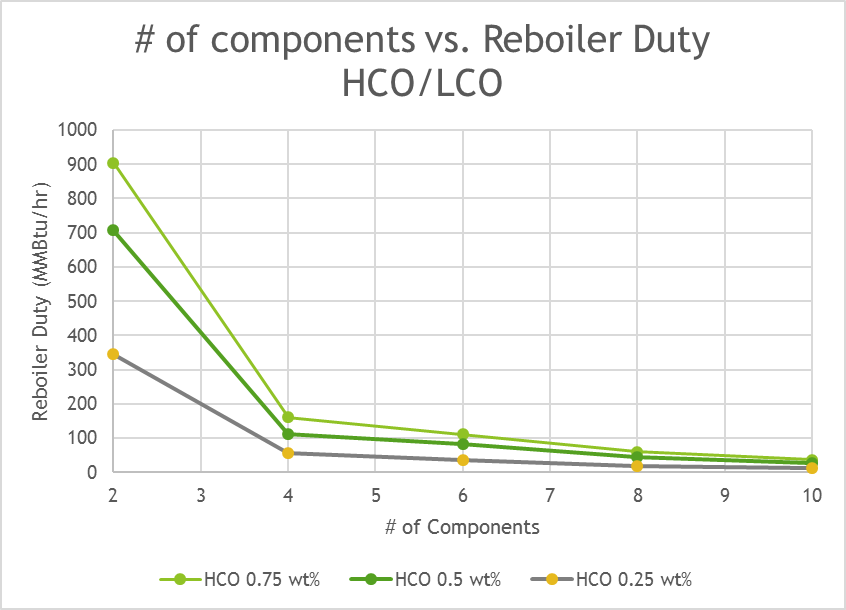 # of components vs. Reboiler Duty
HCO/LCO
1000
900
800
700
600
500
400
300
200
100
0
Reboiler Duty (MMBtu/hr)
2 3 4 5 6 7 8 9 10
# of Components
HCO 0.75 wt% HCO 0.5 wt% HCO 0.25 wt%